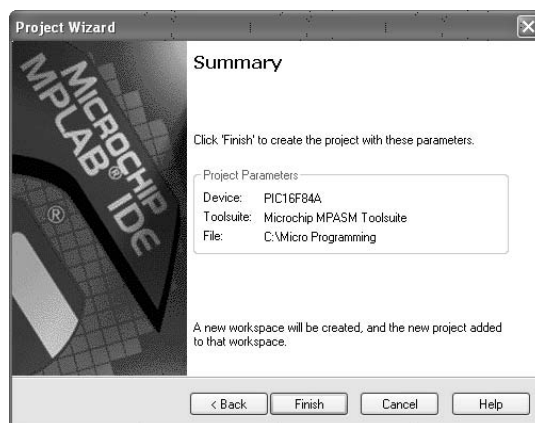 Project Wizard
MICROCHIP
MPLAB® IDE
®
Summary
Click 'Finish' to create the project with these parameters.
Project Parameters
Device: PIC16F84A
Toolsuite: Microchip MPASM Toolsuite
File: C:\Micro Programming
A new workspace will be created, and the new project added
to that workspace.
< Back
Finish
Cancel
Help